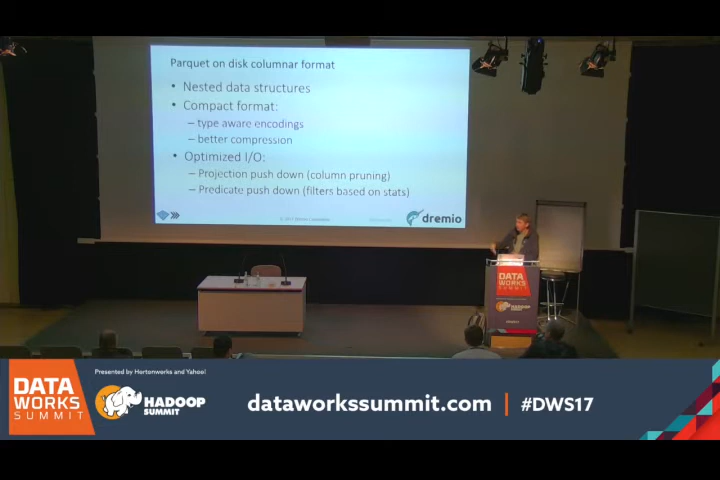 Parquet on disk columnar format
• Nested data structures
• Compact format:
– type aware encodings
– better compression
• Optimized I/O:
– Projection push down (column pruning)
– Predicate push down (filters based on stats)
dremio
DATA
WORKS
SUMMIT
HADOOP
SUMMIT
Presented by Hortonworks and Yahoo!
DATA
WORKS
SUMMIT
HADOOP
SUMMIT
dataworkssummit.com | #DWS17